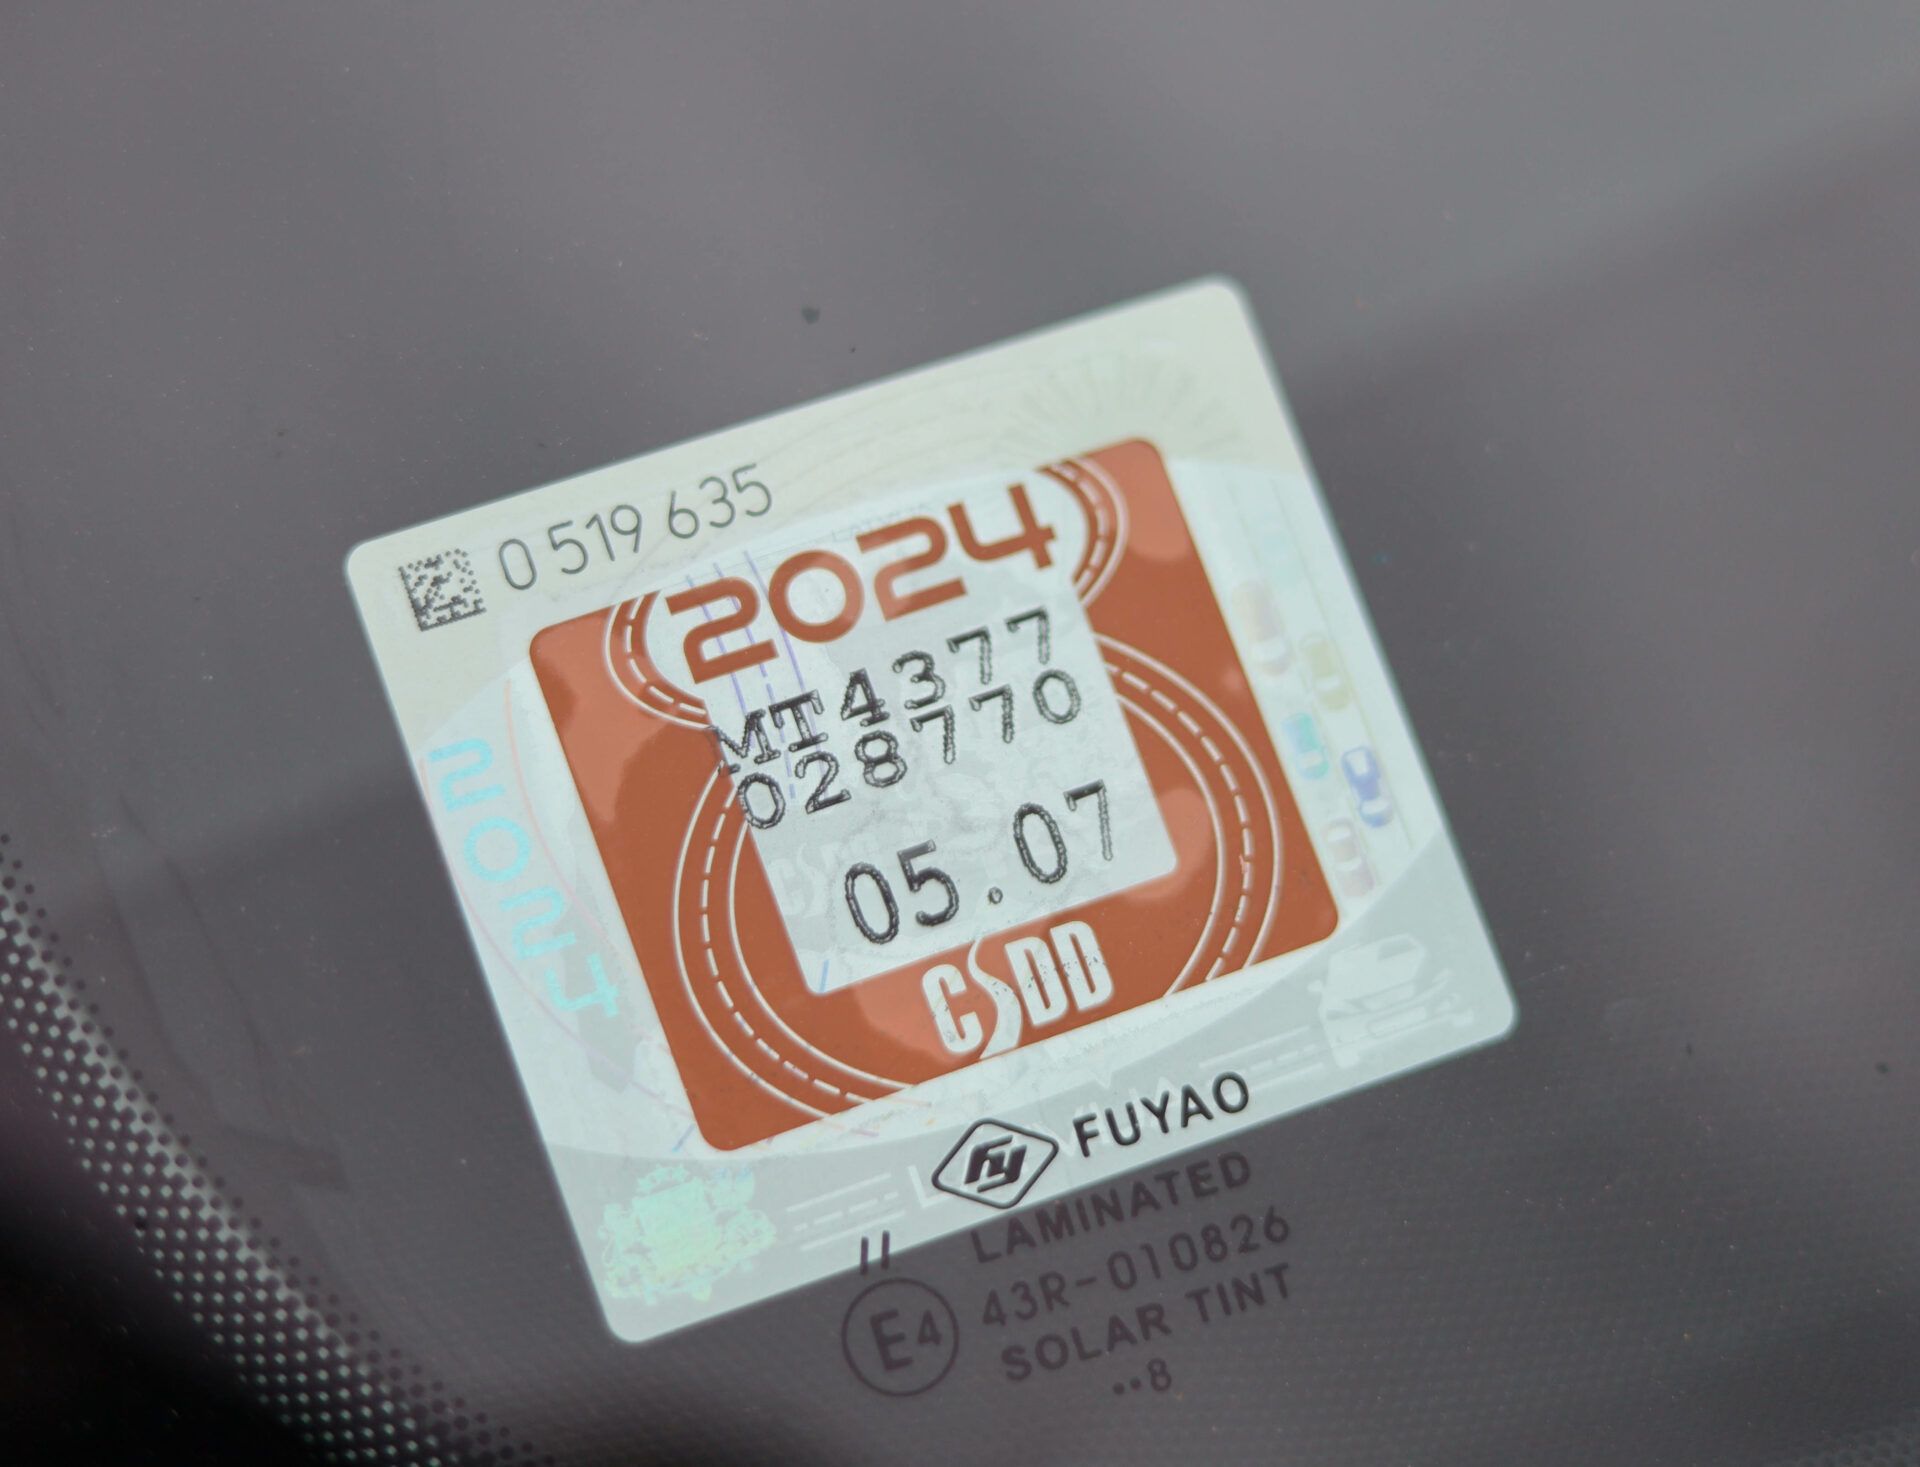 0 519 635
2024
MT4377
028770
05.07
CSDD
2024
FUYAO
LAMINATED
II
E4
43R-010826
SOLAR TINT
..8